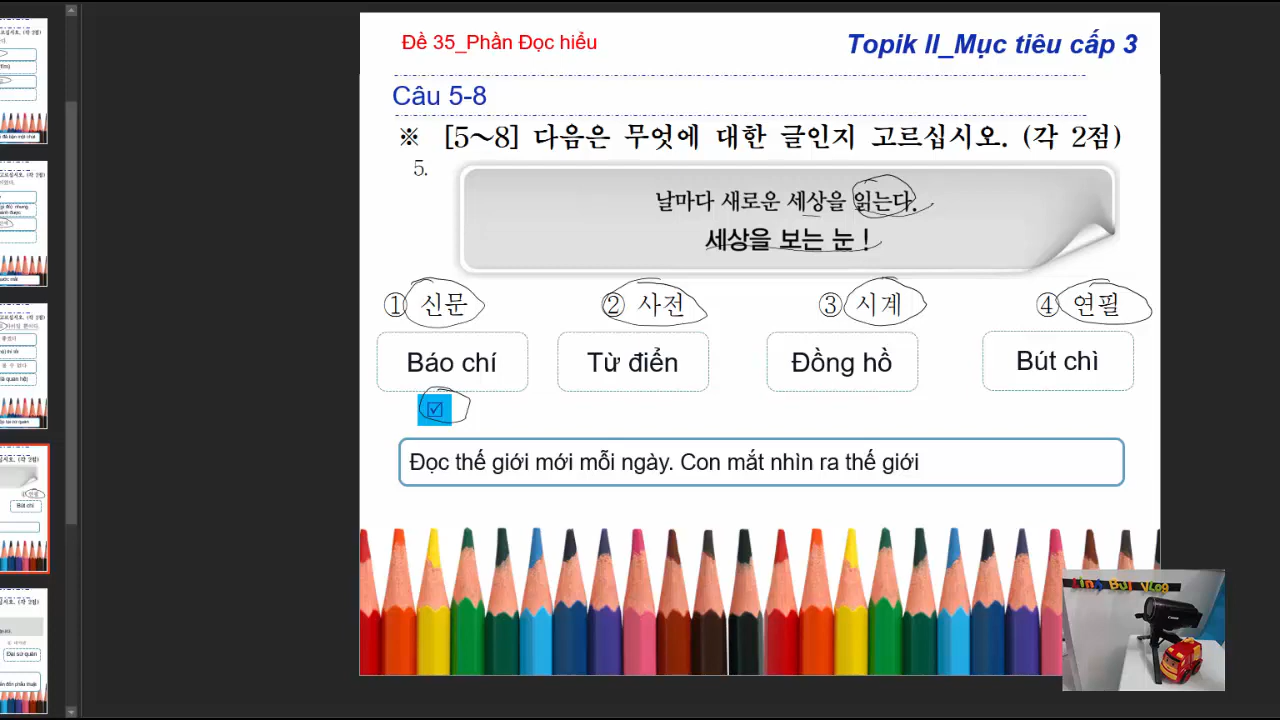 Đề 35_Phần Đọc hiểu
Topik II_Mục tiêu cấp 3
Câu 5-8
※ [5～8] 다음은 무엇에 대한 글인지 고르십시오. (각 2점)
5.
날마다 새로운 세상을 읽는다.
세상을 보는 눈 !
① 신문 ② 사전 ③ 시계 ④ 연필
Báo chí Từ điển Đồng hồ Bút chì
☑
Đọc thế giới mới mỗi ngày. Con mắt nhìn ra thế giới
Linh Bui Vlog
Canon